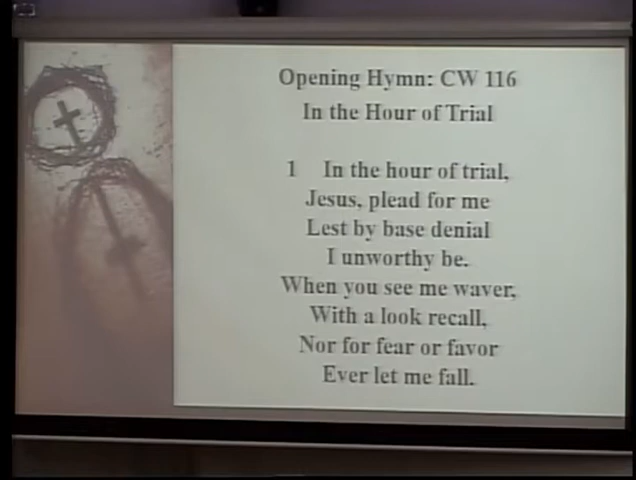 Opening Hymn: CW 116
In the Hour of Trial
1 In the hour of trial,
Jesus, plead for me
Lest by base denial
I unworthy be.
When you see me waver,
With a look recall,
Nor for fear or favor
Ever let me fall.